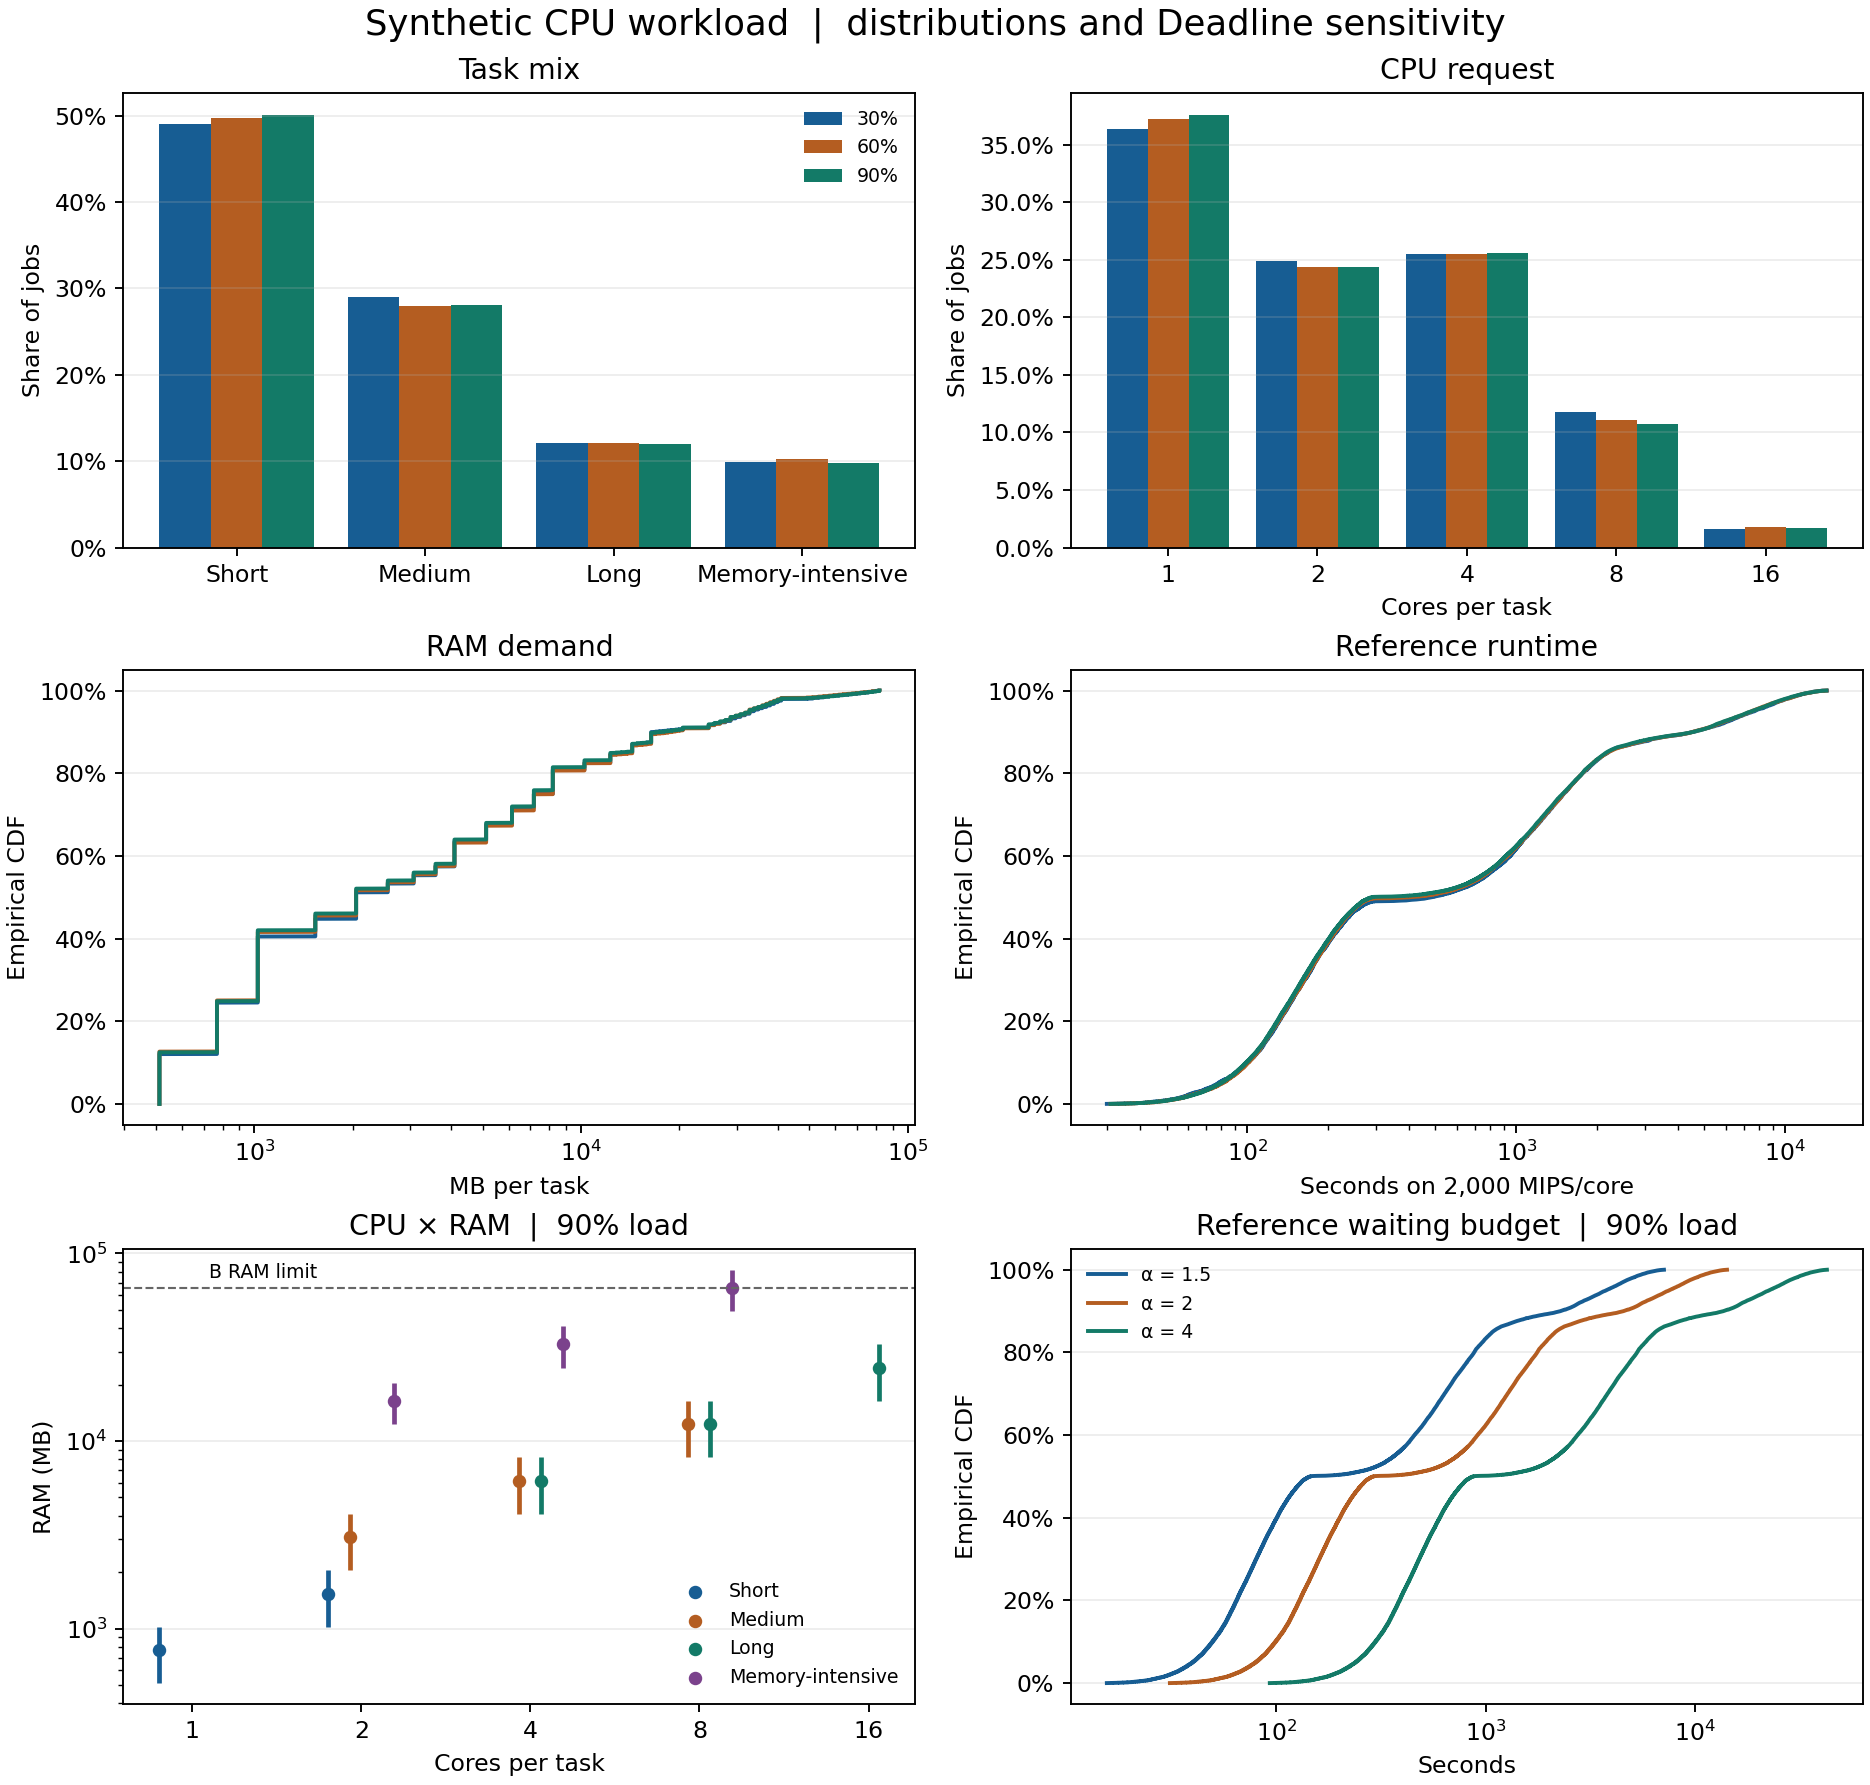 Synthetic CPU workload | distributions and Deadline sensitivity
Task mix
Share of jobs
50%
40%
30%
20%
10%
0%
30%
60%
90%
Short Medium Long Memory-intensive
CPU request
Share of jobs
35.0%
30.0%
25.0%
20.0%
15.0%
10.0%
5.0%
0.0%
1 2 4 8 16
Cores per task
RAM demand
Empirical CDF
100%
80%
60%
40%
20%
0%
10³ 10⁴ 10⁵
MB per task
Reference runtime
Empirical CDF
100%
80%
60%
40%
20%
0%
10² 10³ 10⁴
Seconds on 2,000 MIPS/core
CPU × RAM | 90% load
RAM (MB)
10⁵
10⁴
10³
B RAM limit
Short
Medium
Long
Memory-intensive
1 2 4 8 16
Cores per task
Reference waiting budget | 90% load
Empirical CDF
100%
80%
60%
40%
20%
0%
α = 1.5
α = 2
α = 4
10² 10³ 10⁴
Seconds